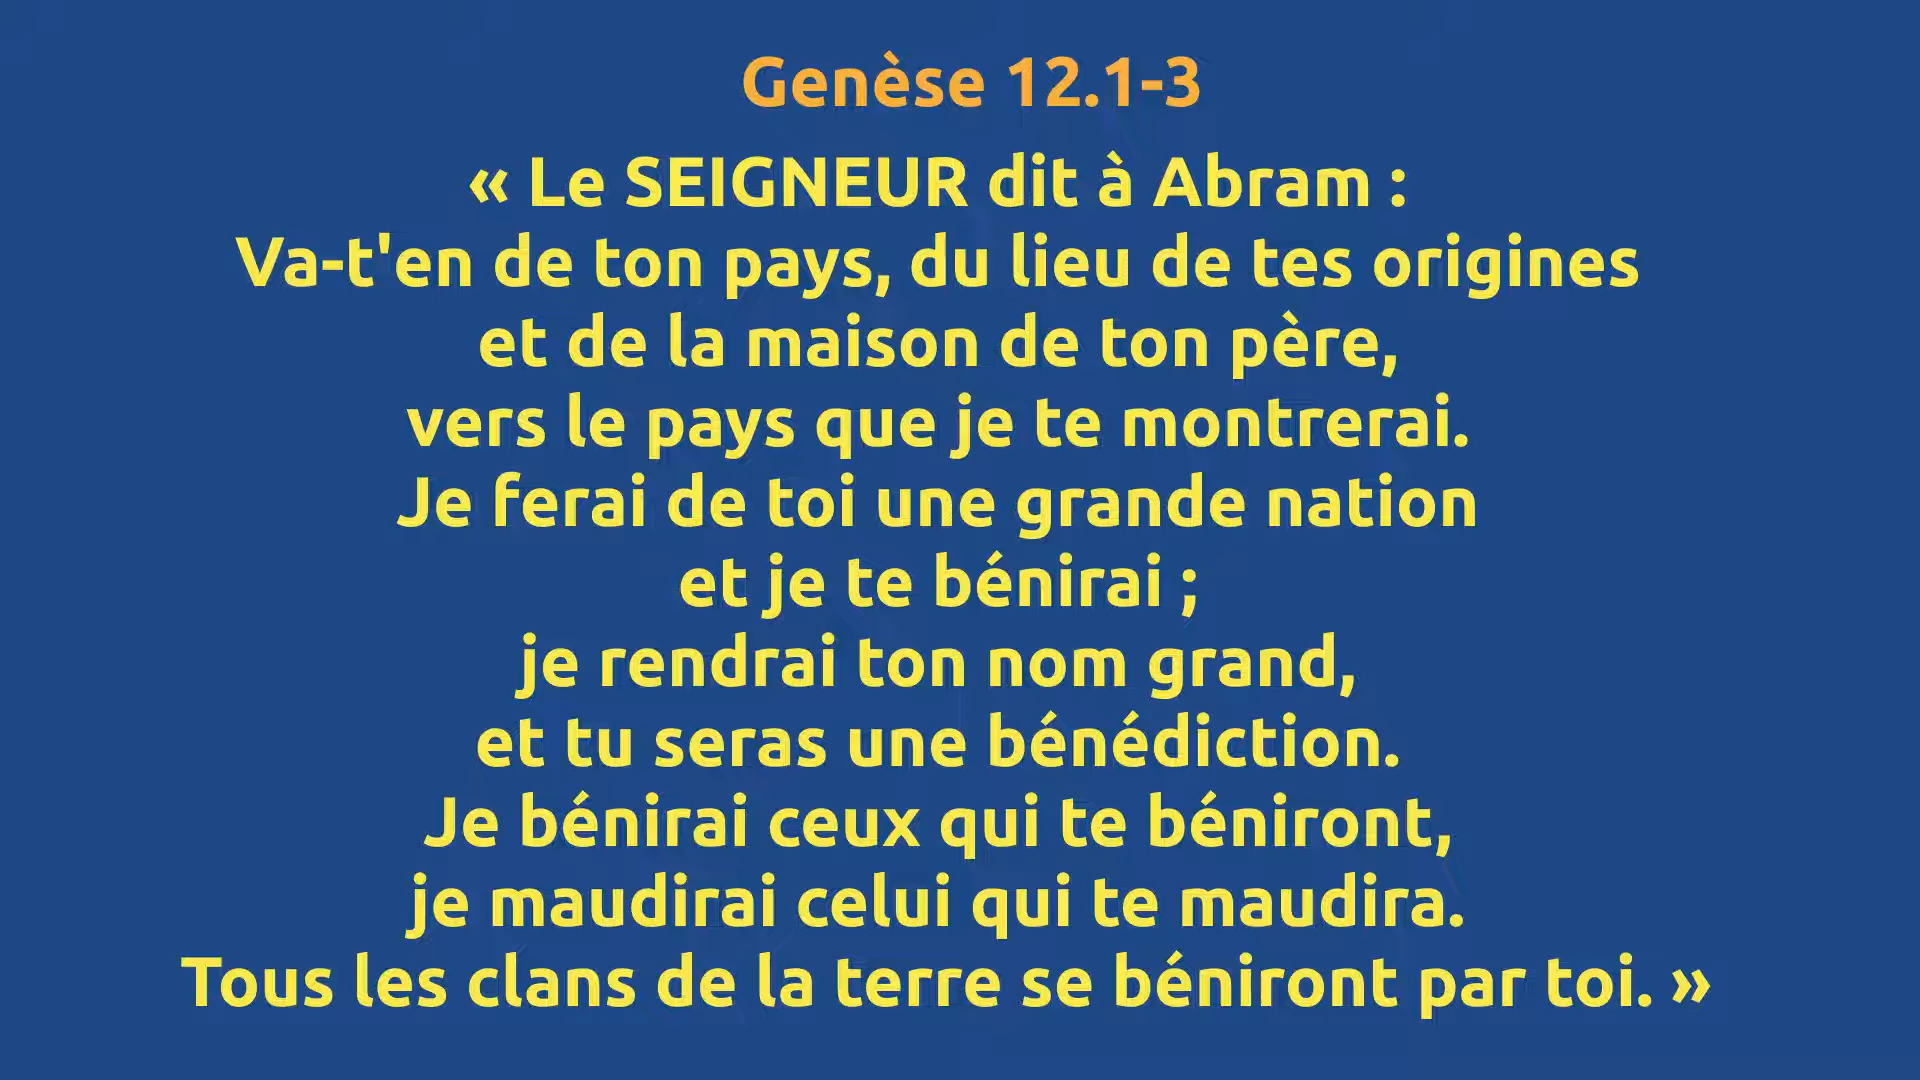 Genèse 12.1-3
« Le SEIGNEUR dit à Abram :
Va-t'en de ton pays, du lieu de tes origines
et de la maison de ton père,
vers le pays que je te montrerai.
Je ferai de toi une grande nation
et je te bénirai ;
je rendrai ton nom grand,
et tu seras une bénédiction.
Je bénirai ceux qui te béniront,
je maudirai celui qui te maudira.
Tous les clans de la terre se béniront par toi. »